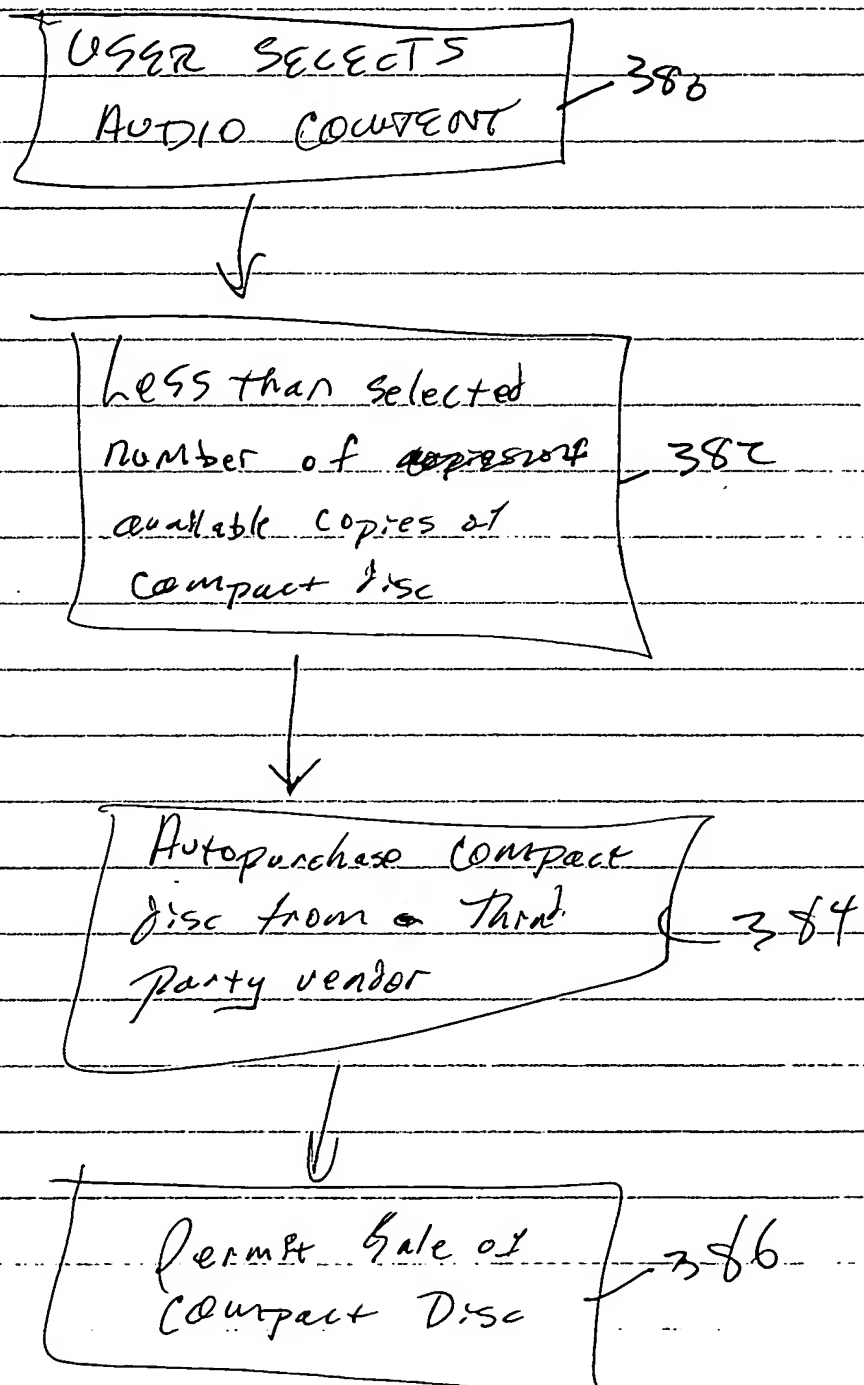 USER SELECTS
AUDIO CONTENT
380
Less than selected
number of
available copies of
compact disc
382
Autopurchase compact
disc from a Third
Party vendor
384
Permit Sale of
Compact Disc
386